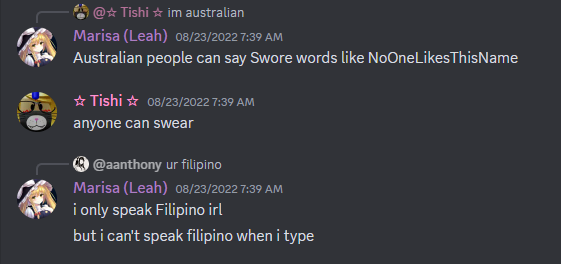 @☆ Tishi ☆ im australian
Marisa (Leah) 08/23/2022 7:39 AM
Australian people can say Swore words like NoOneLikesThisName
☆ Tishi ☆ 08/23/2022 7:39 AM
anyone can swear
@aanthony ur filipino
Marisa (Leah) 08/23/2022 7:39 AM
i only speak Filipino irl
but i can't speak filipino when i type